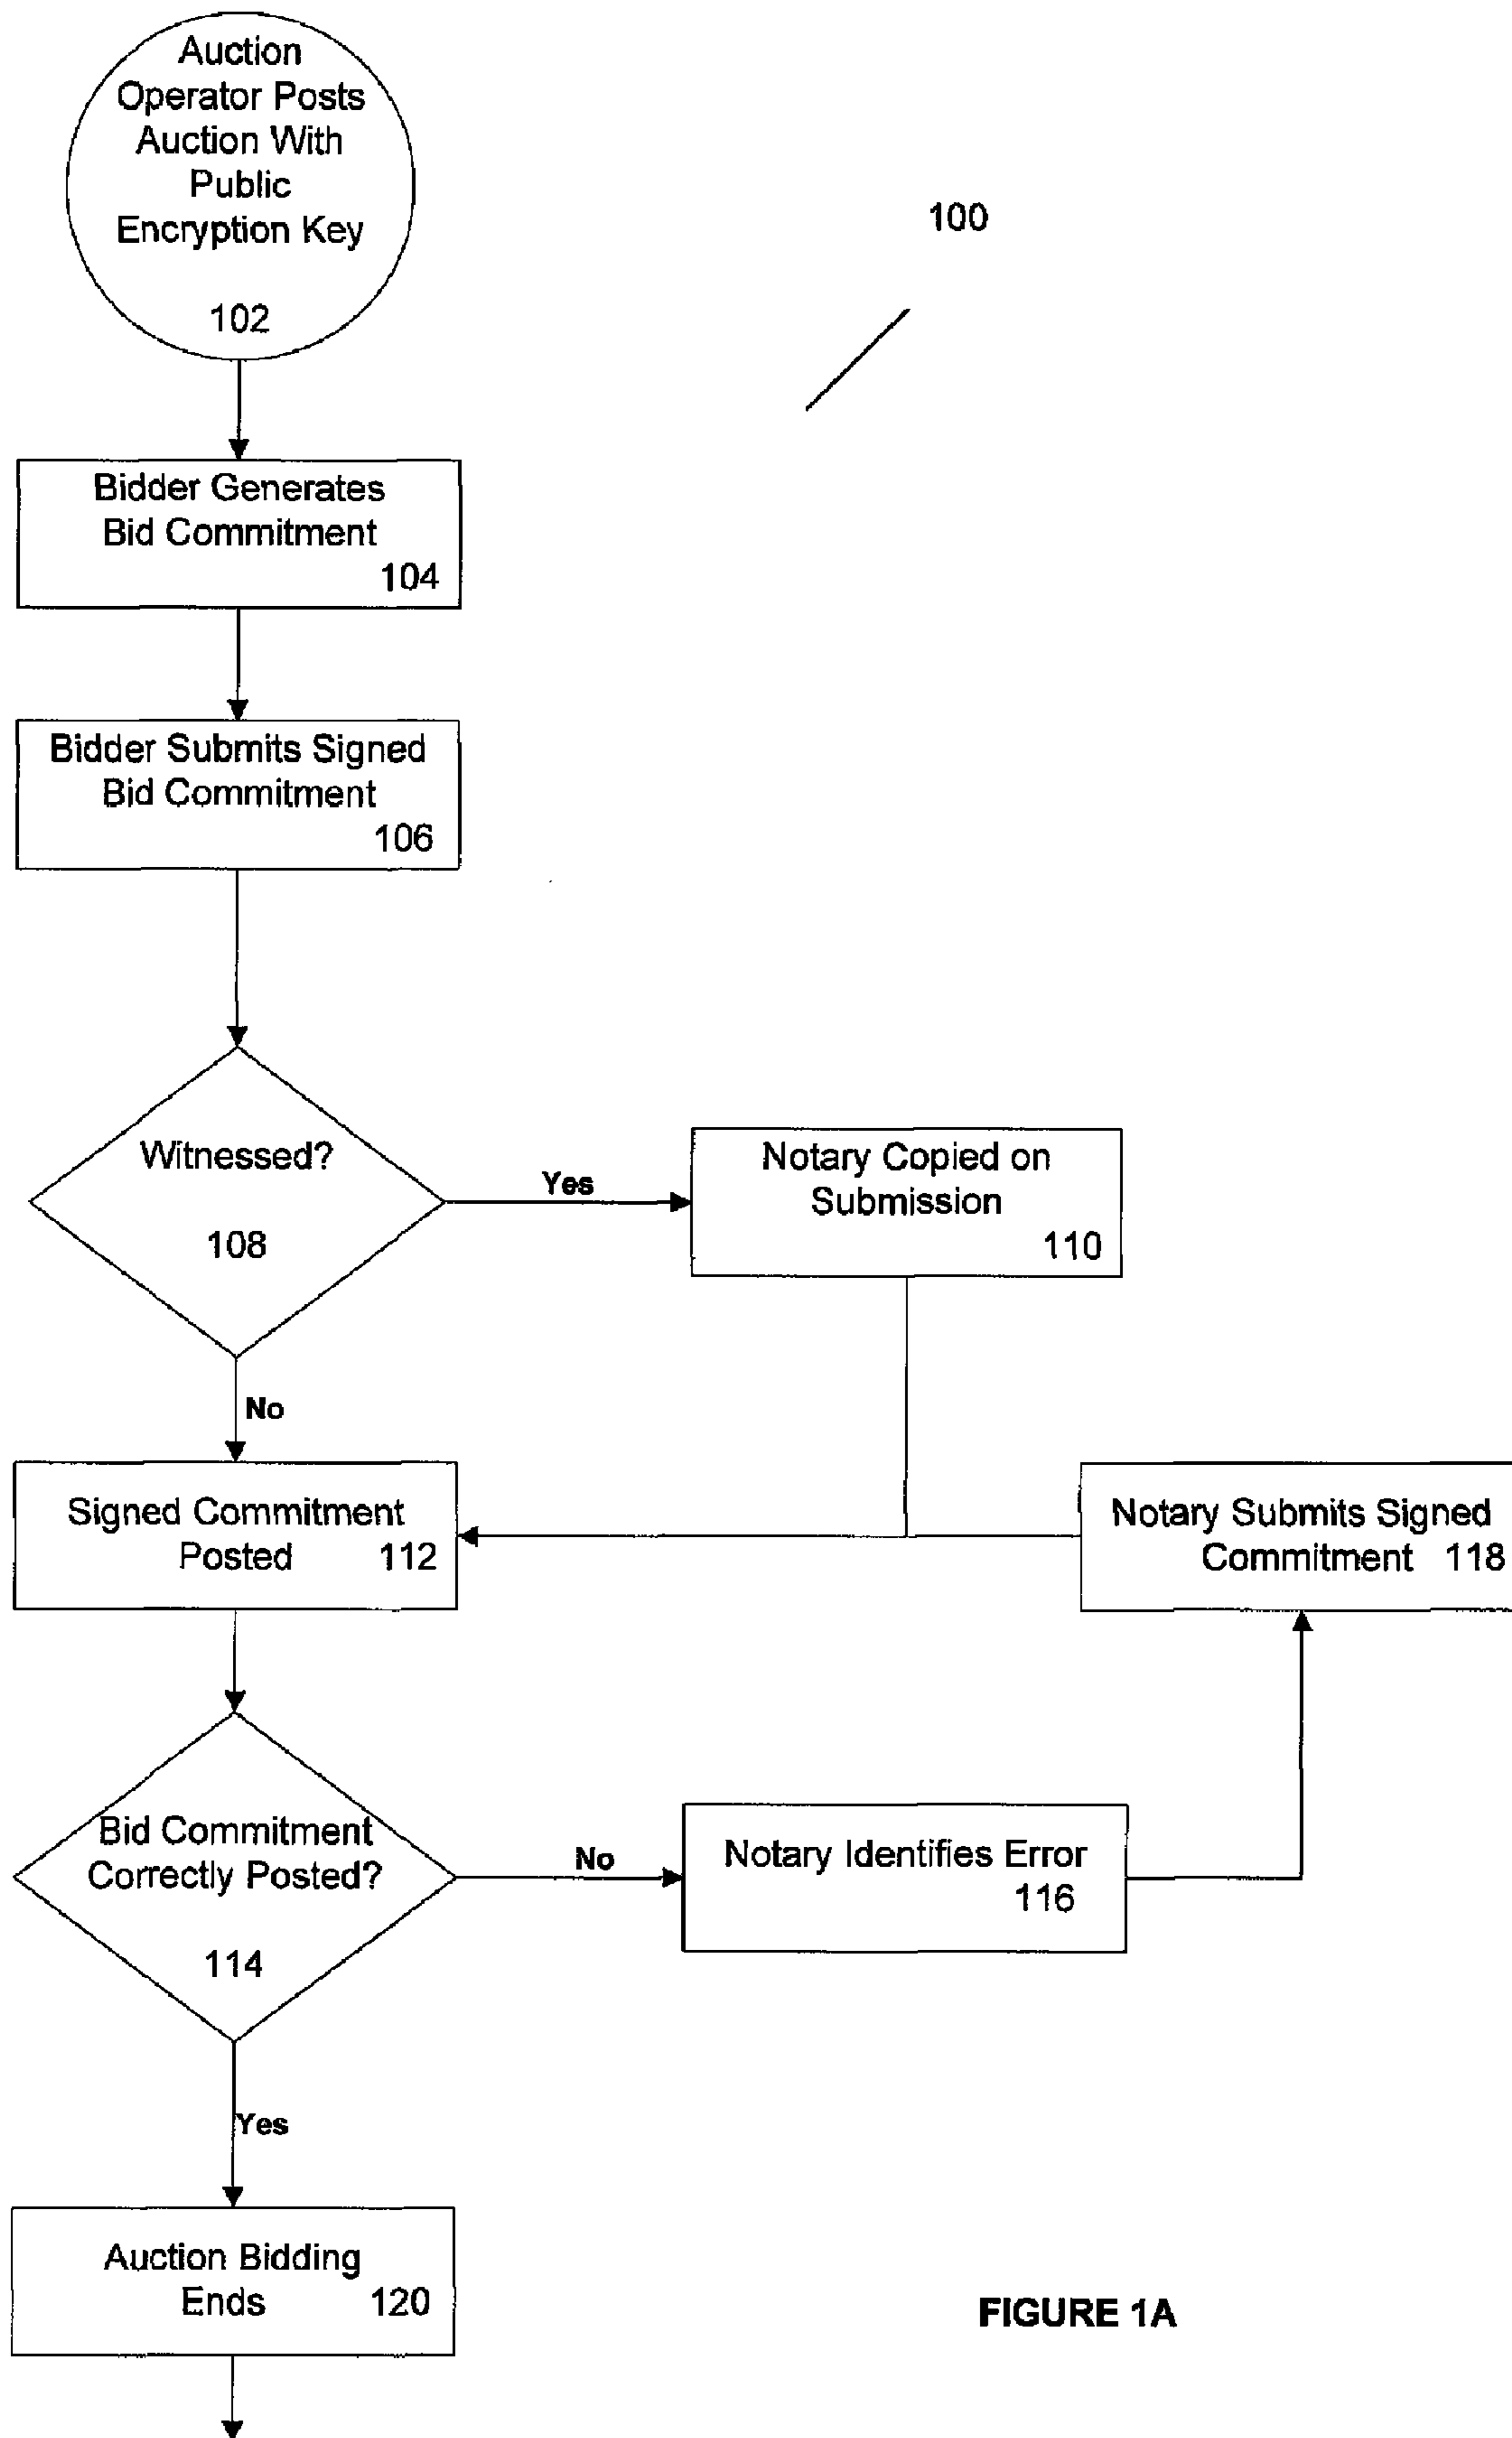 Auction
Operator Posts
Auction With
Public
Encryption Key
102
100
Bidder Generates
Bid Commitment
104
Bidder Submits Signed
Bid Commitment
106
Witnessed?
108
Yes
Notary Copied on
Submission
110
No
Signed Commitment
Posted 112
Notary Submits Signed
Commitment 118
Bid Commitment
Correctly Posted?
114
No
Notary Identifies Error
116
Yes
Auction Bidding
Ends 120
FIGURE 1A